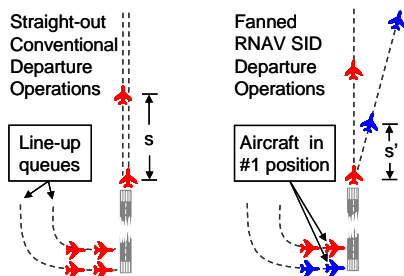 Straight-out
Conventional
Departure
Operations
S
Line-up
queues
Fanned
RNAV SID
Departure
Operations
S'
Aircraft in
#1 position